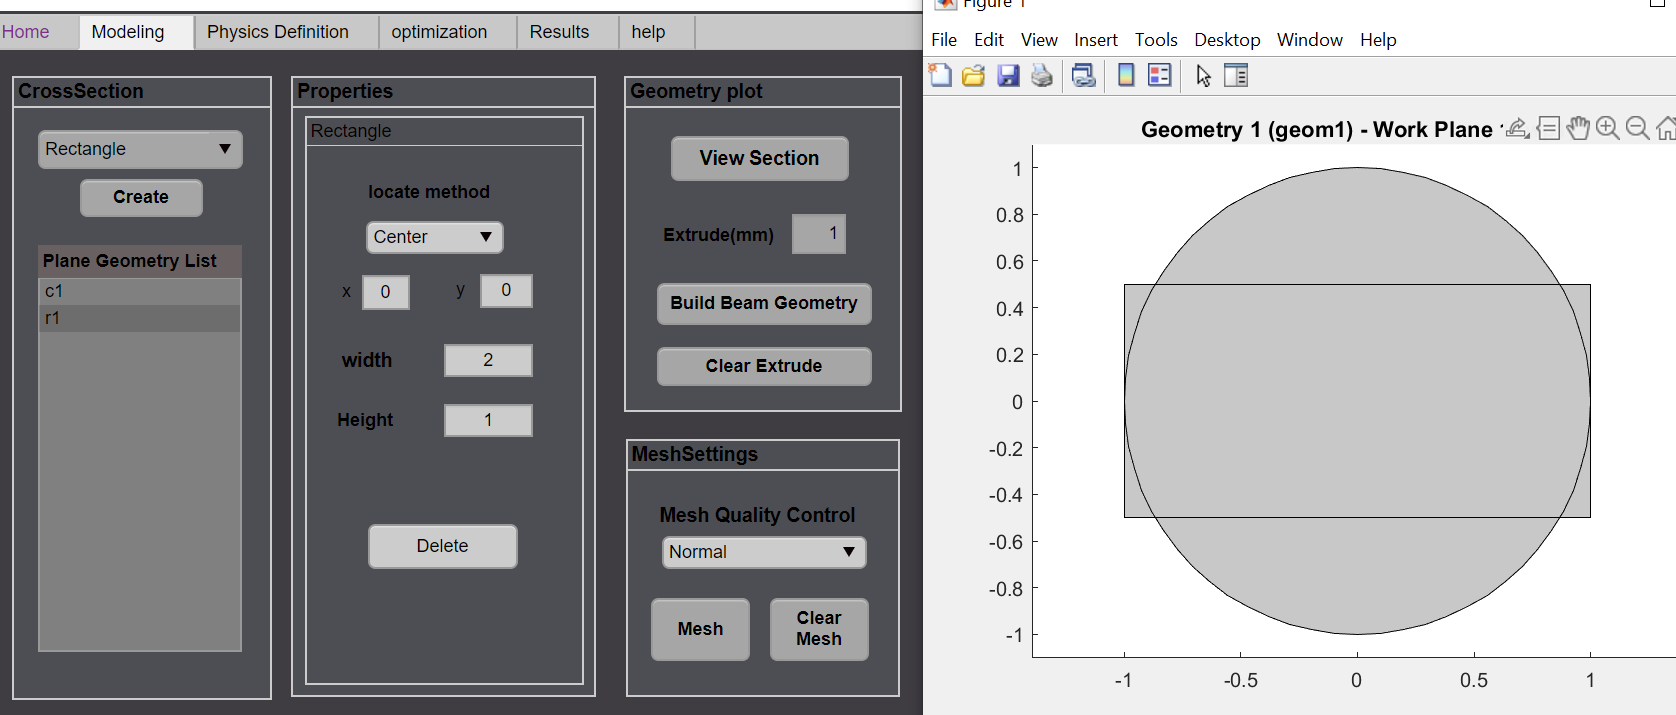 Home Modeling Physics Definition optimization Results help
CrossSection
Rectangle
Create
Plane Geometry List
c1
r1
Properties
Rectangle
locate method
Center
x 0 y 0
width 2
Height 1
Delete
Geometry plot
View Section
Extrude(mm) 1
Build Beam Geometry
Clear Extrude
MeshSettings
Mesh Quality Control
Normal
Mesh
Clear
Mesh
Figure 1
File Edit View Insert Tools Desktop Window Help
Geometry 1 (geom1) - Work Plane
1
0.8
0.6
0.4
0.2
0
-0.2
-0.4
-0.6
-0.8
-1
-1 -0.5 0 0.5 1